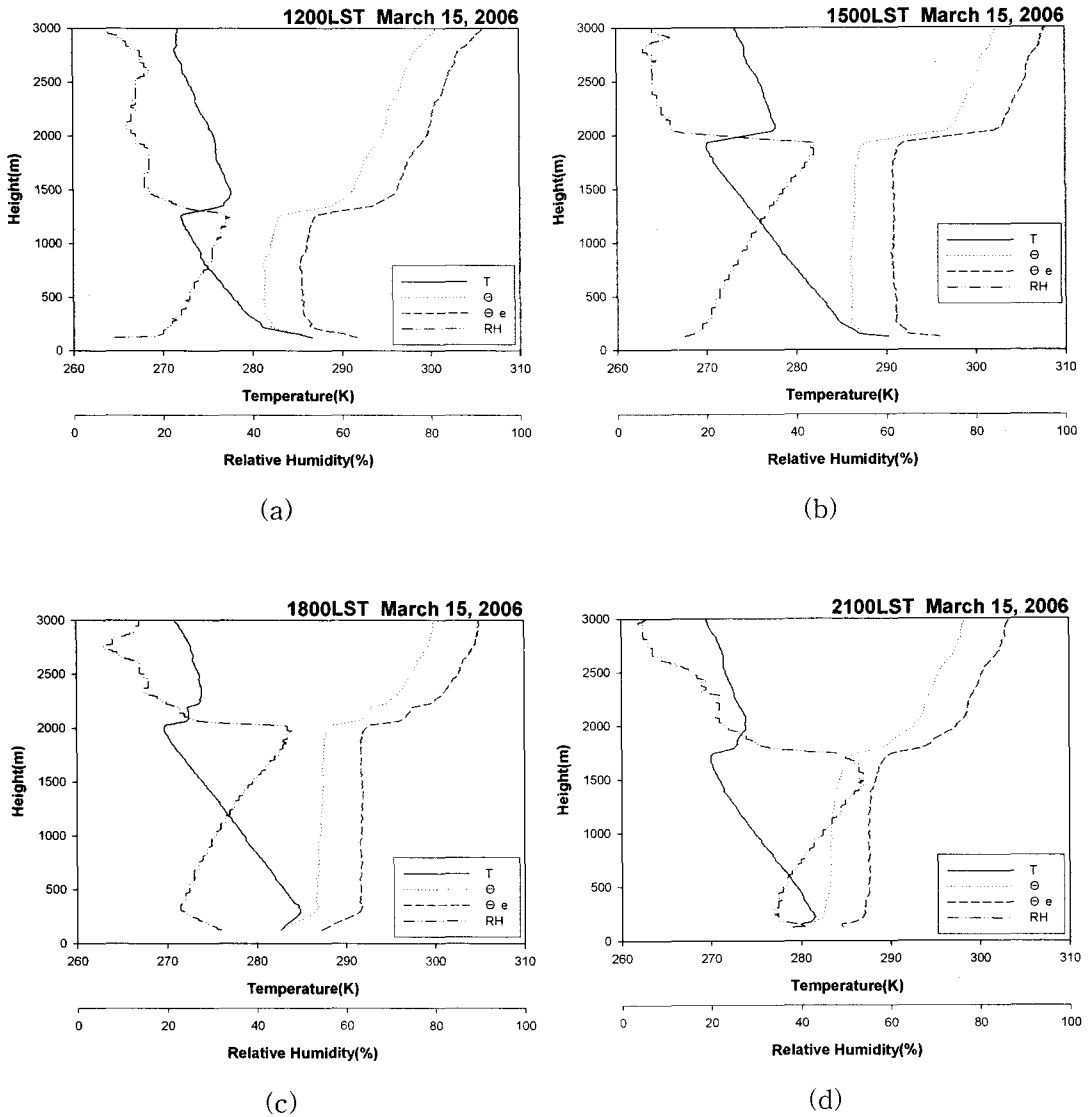 1200LST March 15, 2006
3000
2500
2000
1500
1000
500
0
Height(m)
T
Θ
Θ e
RH
260 270 280 290 300 310
Temperature(K)
0 20 40 60 80 100
Relative Humidity(%)
(a)
1500LST March 15, 2006
3000
2500
2000
1500
1000
500
0
Height(m)
T
Θ
Θ e
RH
260 270 280 290 300 310
Temperature(K)
0 20 40 60 80 100
Relative Humidity(%)
(b)
1800LST March 15, 2006
3000
2500
2000
1500
1000
500
0
Height(m)
T
Θ
Θ e
RH
260 270 280 290 300 310
Temperature(K)
0 20 40 60 80 100
Relative Humidity(%)
(c)
2100LST March 15, 2006
3000
2500
2000
1500
1000
500
0
Height(m)
T
Θ
Θ e
RH
260 270 280 290 300 310
Temperature(K)
0 20 40 60 80 100
Relative Humidity(%)
(d)